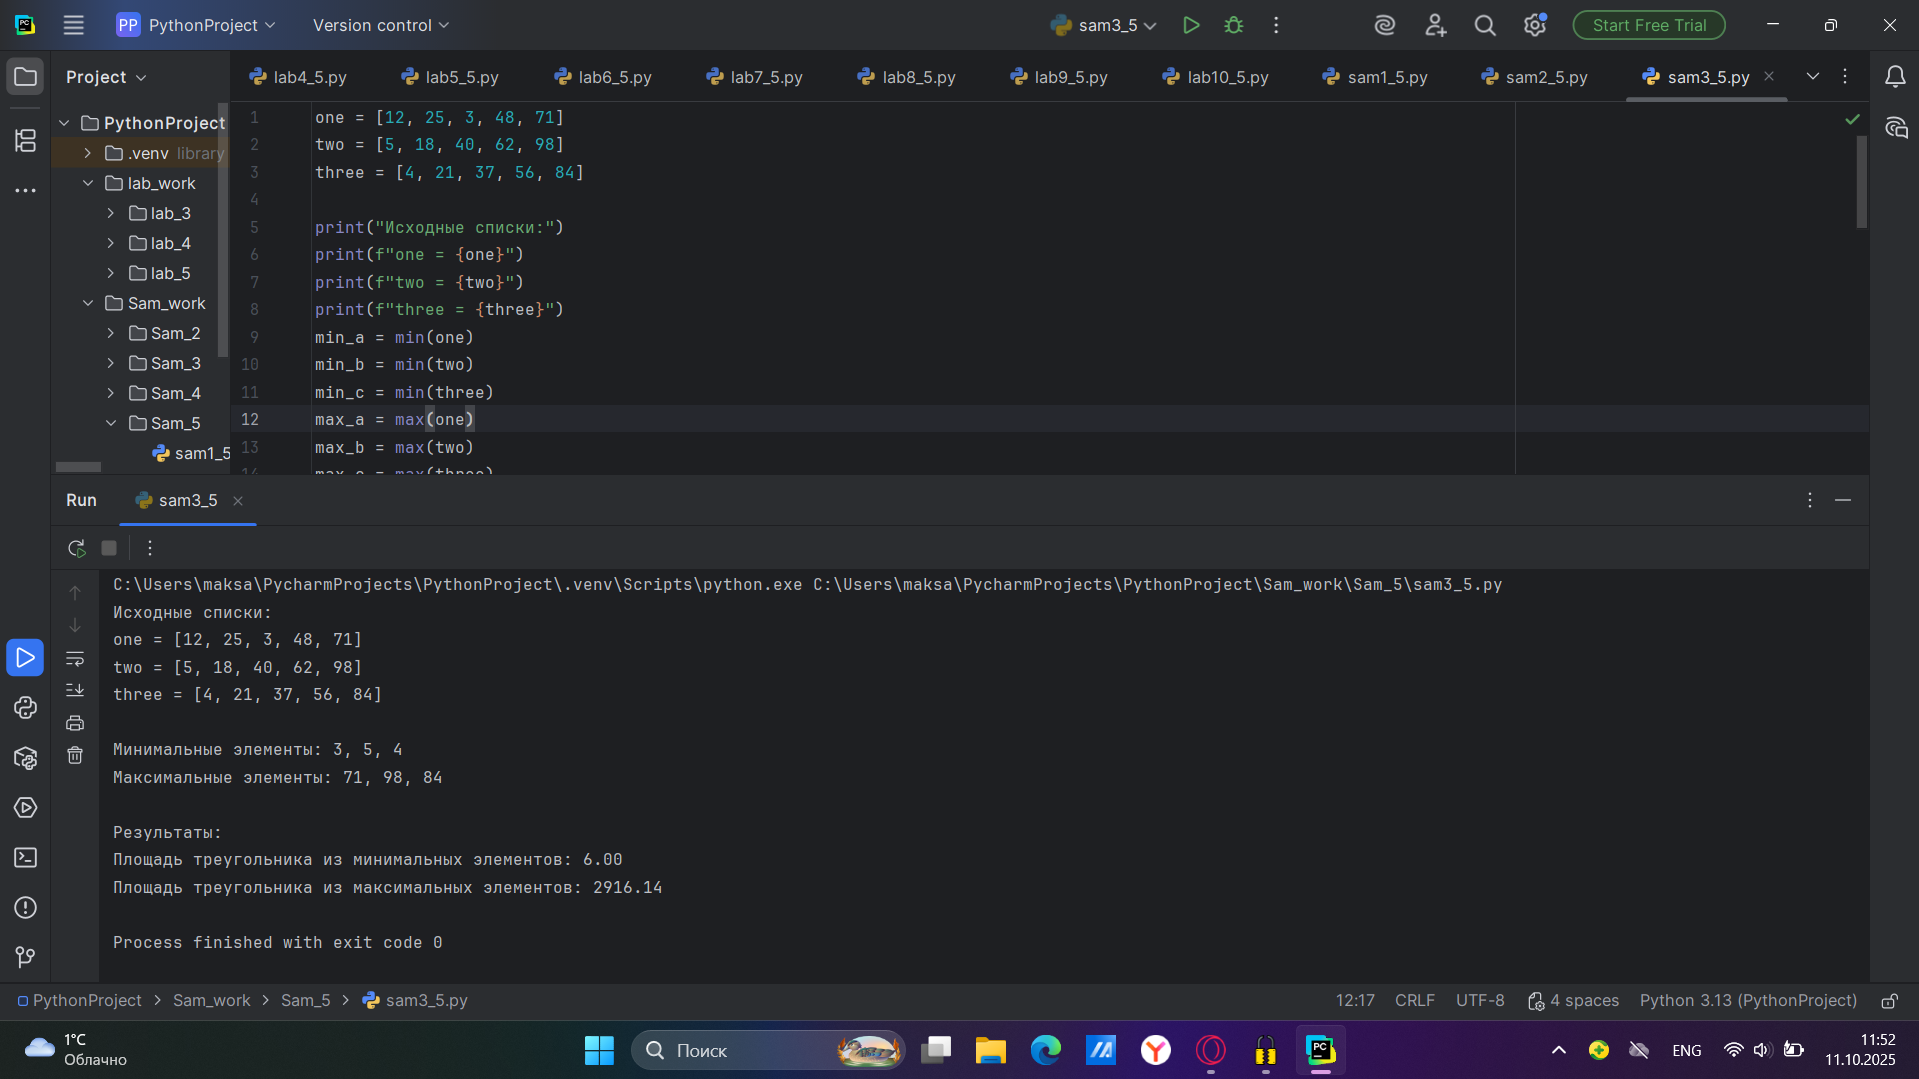 PP PythonProject Version control sam3_5 Start Free Trial
Project lab4_5.py lab5_5.py lab6_5.py lab7_5.py lab8_5.py lab9_5.py lab10_5.py sam1_5.py sam2_5.py sam3_5.py
PythonProject
.venv library
lab_work
lab_3
lab_4
lab_5
Sam_work
Sam_2
Sam_3
Sam_4
Sam_5
sam1_5
1 one = [12, 25, 3, 48, 71]
2 two = [5, 18, 40, 62, 98]
3 three = [4, 21, 37, 56, 84]
4
5 print("Исходные списки:")
6 print(f"one = {one}")
7 print(f"two = {two}")
8 print(f"three = {three}")
9 min_a = min(one)
10 min_b = min(two)
11 min_c = min(three)
12 max_a = max(one)
13 max_b = max(two)
14 max_c = max(three)
Run sam3_5
C:\Users\maksa\PycharmProjects\PythonProject\.venv\Scripts\python.exe C:\Users\maksa\PycharmProjects\PythonProject\Sam_work\Sam_5\sam3_5.py
Исходные списки:
one = [12, 25, 3, 48, 71]
two = [5, 18, 40, 62, 98]
three = [4, 21, 37, 56, 84]
Минимальные элементы: 3, 5, 4
Максимальные элементы: 71, 98, 84
Результаты:
Площадь треугольника из минимальных элементов: 6.00
Площадь треугольника из максимальных элементов: 2916.14
Process finished with exit code 0
PythonProject > Sam_work > Sam_5 > sam3_5.py 12:17 CRLF UTF-8 4 spaces Python 3.13 (PythonProject)
1°C
Облачно
Поиск
ENG
11:52
11.10.2025